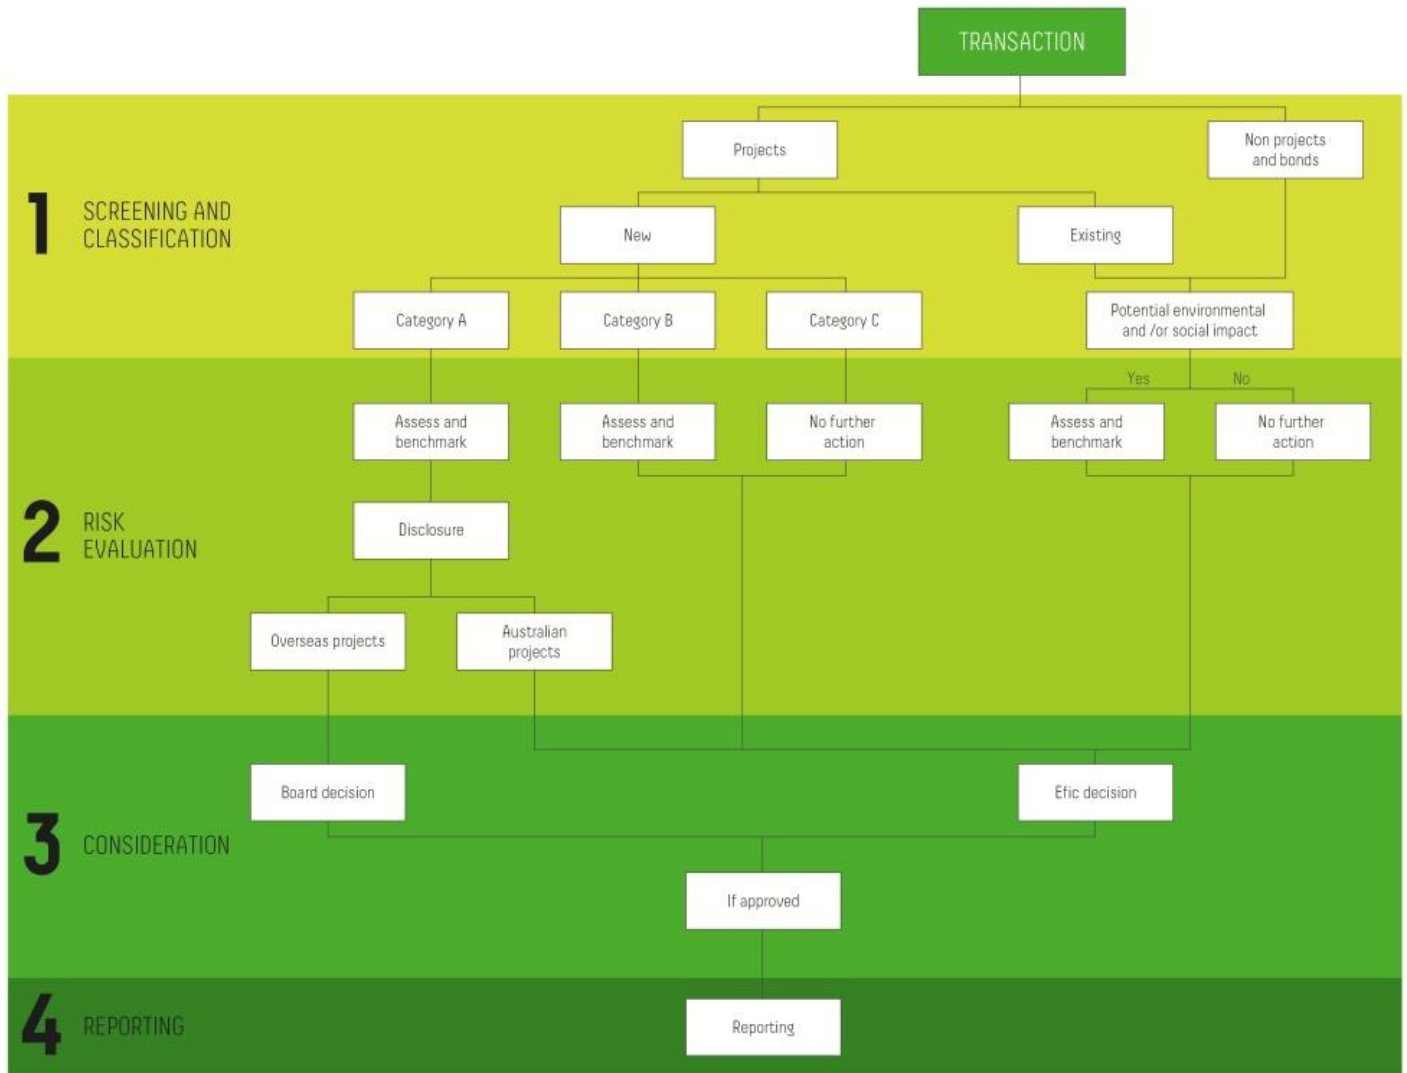 TRANSACTION
Projects
Non projects
and bonds
1
SCREENING AND
CLASSIFICATION
New
Existing
Category A
Category B
Category C
Potential environmental
and /or social impact
Yes
No
Assess and
benchmark
Assess and
benchmark
No further
action
Assess and
benchmark
No further
action
2
RISK
EVALUATION
Disclosure
Overseas projects
Australian
projects
3
CONSIDERATION
Board decision
Efic decision
If approved
4
REPORTING
Reporting